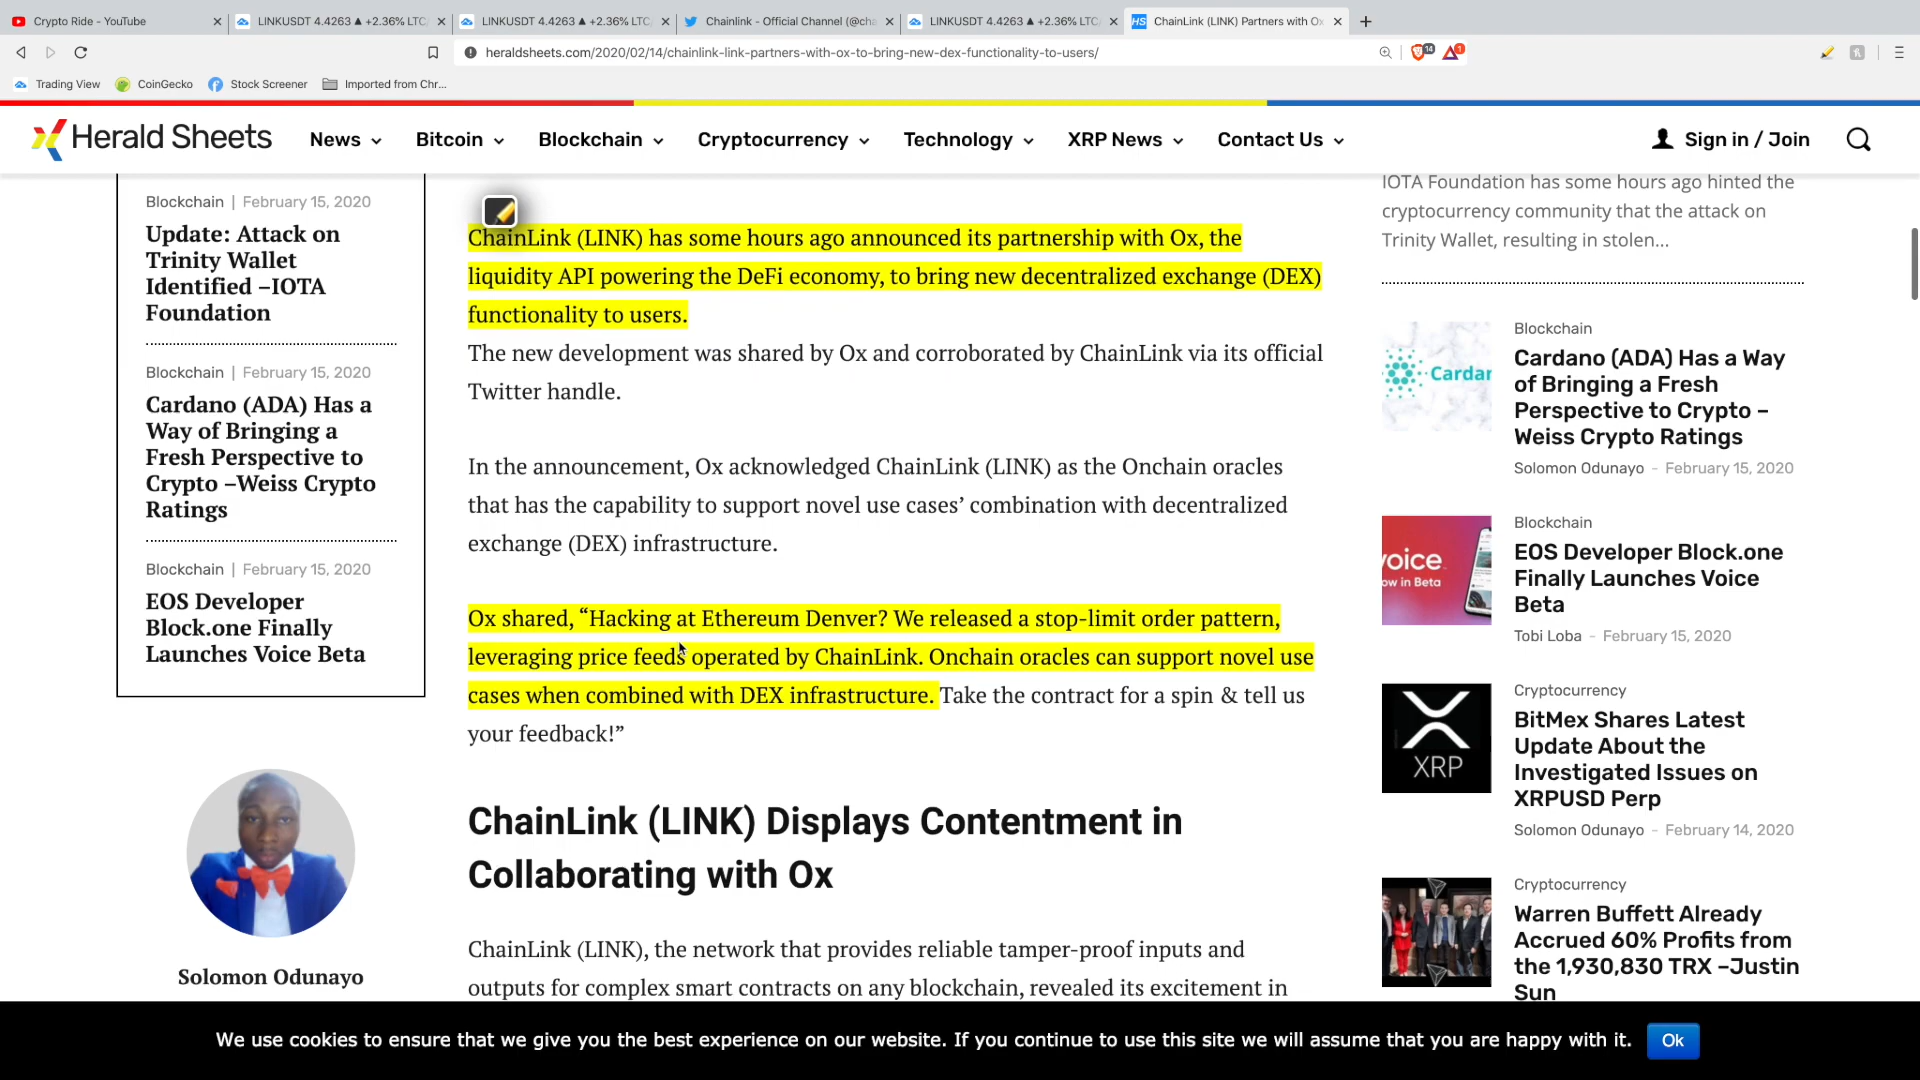 Crypto Ride - YouTube
LINKUSDT 4.4263 ▲ +2.36% LTC,
LINKUSDT 4.4263 ▲ +2.36% LTC,
Chainlink - Official Channel (@cha
LINKUSDT 4.4263 ▲ +2.36% LTC,
HS ChainLink (LINK) Partners with Ox
heraldsheets.com/2020/02/14/chainlink-link-partners-with-ox-to-bring-new-dex-functionality-to-users/
14
1
Trading View
CoinGecko
Stock Screener
Imported from Chr...
Herald Sheets
News
Bitcoin
Blockchain
Cryptocurrency
Technology
XRP News
Contact Us
Sign in / Join
Blockchain | February 15, 2020
Update: Attack on
Trinity Wallet
Identified –IOTA
Foundation
Blockchain | February 15, 2020
Cardano (ADA) Has a
Way of Bringing a
Fresh Perspective to
Crypto –Weiss Crypto
Ratings
Blockchain | February 15, 2020
EOS Developer
Block.one Finally
Launches Voice Beta
Solomon Odunayo
ChainLink (LINK) has some hours ago announced its partnership with Ox, the
liquidity API powering the DeFi economy, to bring new decentralized exchange (DEX)
functionality to users.
The new development was shared by Ox and corroborated by ChainLink via its official
Twitter handle.
In the announcement, Ox acknowledged ChainLink (LINK) as the Onchain oracles
that has the capability to support novel use cases’ combination with decentralized
exchange (DEX) infrastructure.
Ox shared, “Hacking at Ethereum Denver? We released a stop-limit order pattern,
leveraging price feeds operated by ChainLink. Onchain oracles can support novel use
cases when combined with DEX infrastructure. Take the contract for a spin & tell us
your feedback!”
ChainLink (LINK) Displays Contentment in
Collaborating with Ox
ChainLink (LINK), the network that provides reliable tamper-proof inputs and
outputs for complex smart contracts on any blockchain, revealed its excitement in
IOTA Foundation has some hours ago hinted the
cryptocurrency community that the attack on
Trinity Wallet, resulting in stolen...
Cardan
Blockchain
Cardano (ADA) Has a Way
of Bringing a Fresh
Perspective to Crypto –
Weiss Crypto Ratings
Solomon Odunayo - February 15, 2020
voice
ow in Beta
Blockchain
EOS Developer Block.one
Finally Launches Voice
Beta
Tobi Loba - February 15, 2020
XRP
Cryptocurrency
BitMex Shares Latest
Update About the
Investigated Issues on
XRPUSD Perp
Solomon Odunayo - February 14, 2020
Cryptocurrency
Warren Buffett Already
Accrued 60% Profits from
the 1,930,830 TRX –Justin
Sun
We use cookies to ensure that we give you the best experience on our website. If you continue to use this site we will assume that you are happy with it.
Ok